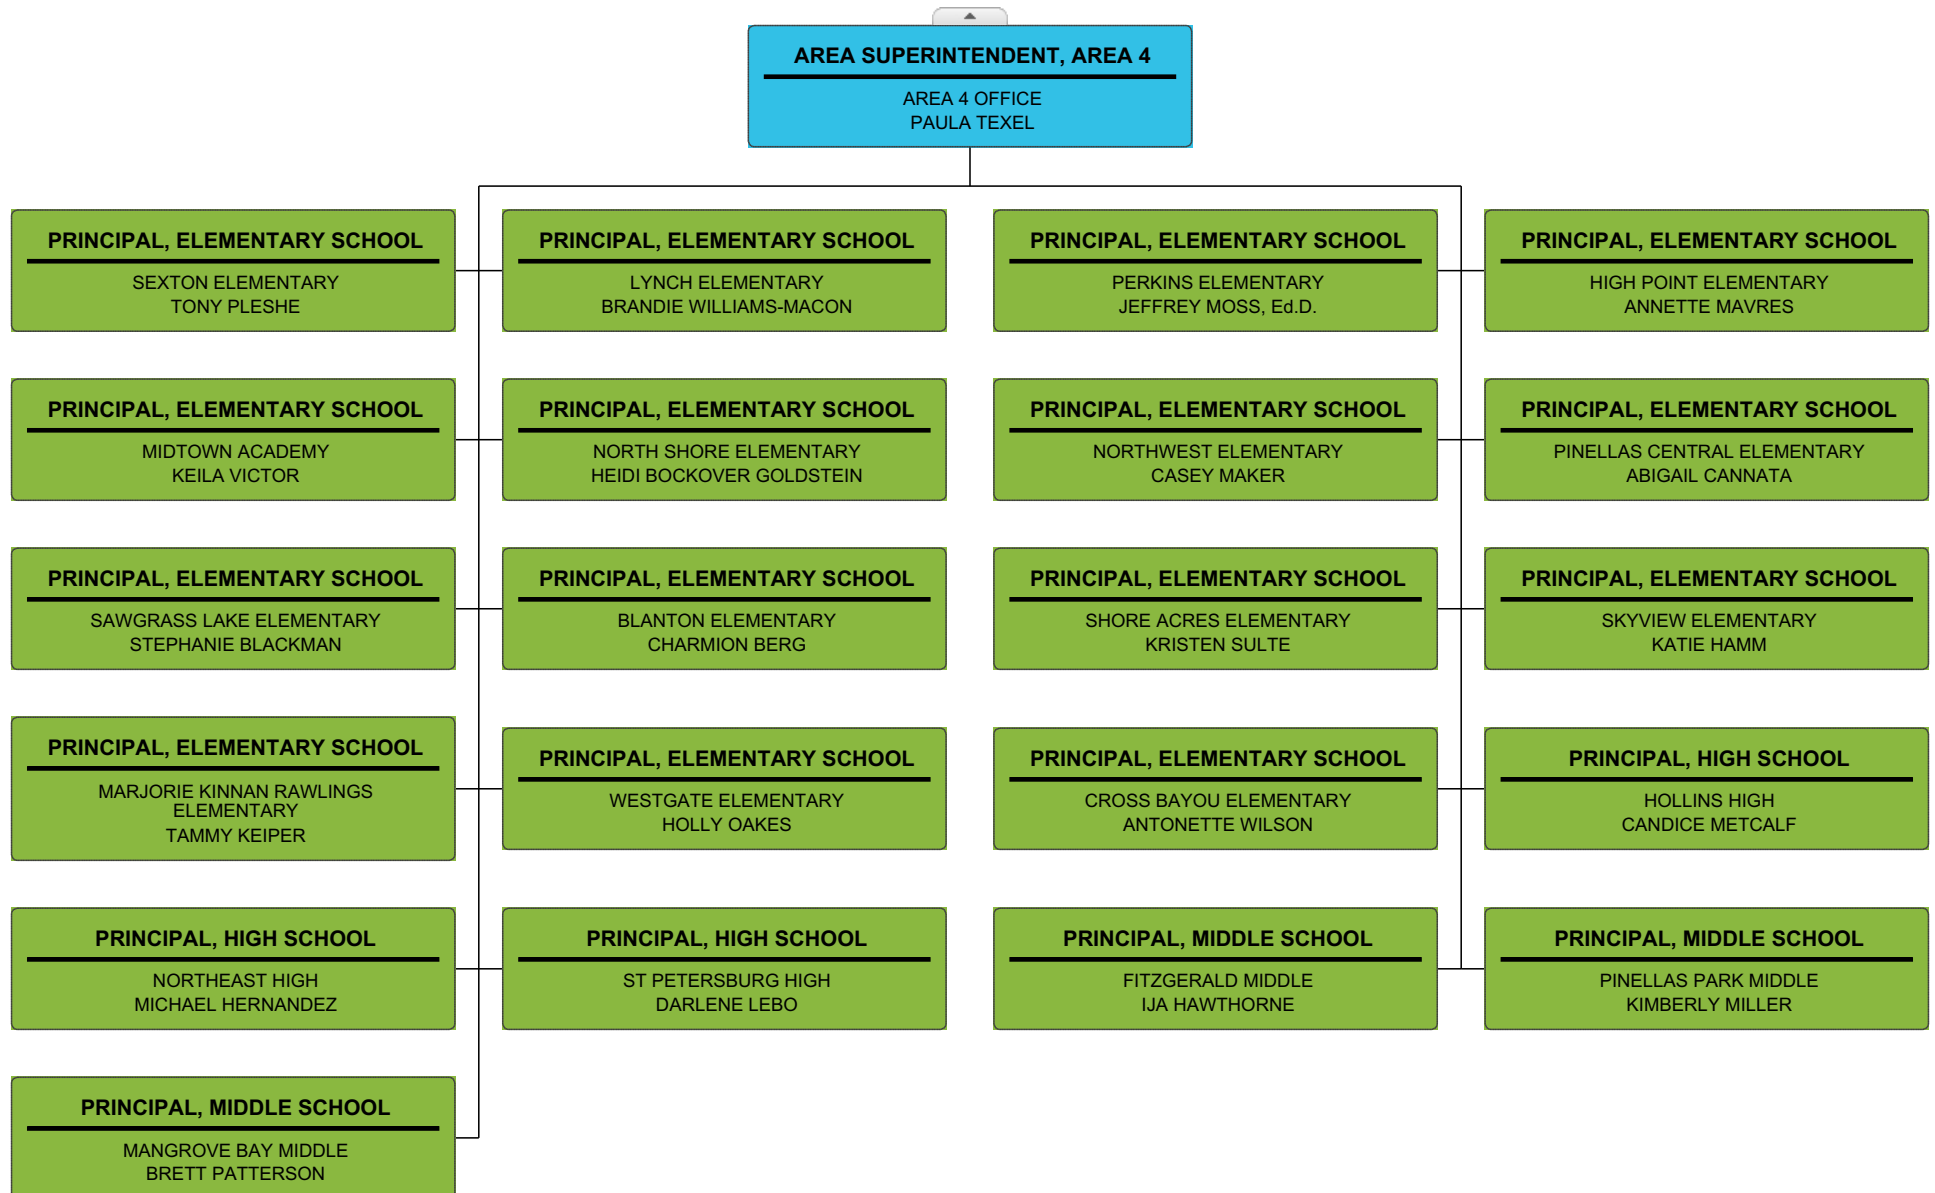 AREA SUPERINTENDENT, AREA 4
AREA 4 OFFICE
PAULA TEXEL
PRINCIPAL, ELEMENTARY SCHOOL
SEXTON ELEMENTARY
TONY PLESHE
PRINCIPAL, ELEMENTARY SCHOOL
LYNCH ELEMENTARY
BRANDIE WILLIAMS-MACON
PRINCIPAL, ELEMENTARY SCHOOL
PERKINS ELEMENTARY
JEFFREY MOSS, Ed.D.
PRINCIPAL, ELEMENTARY SCHOOL
HIGH POINT ELEMENTARY
ANNETTE MAVRES
PRINCIPAL, ELEMENTARY SCHOOL
MIDTOWN ACADEMY
KEILA VICTOR
PRINCIPAL, ELEMENTARY SCHOOL
NORTH SHORE ELEMENTARY
HEIDI BOCKOVER GOLDSTEIN
PRINCIPAL, ELEMENTARY SCHOOL
NORTHWEST ELEMENTARY
CASEY MAKER
PRINCIPAL, ELEMENTARY SCHOOL
PINELLAS CENTRAL ELEMENTARY
ABIGAIL CANNATA
PRINCIPAL, ELEMENTARY SCHOOL
SAWGRASS LAKE ELEMENTARY
STEPHANIE BLACKMAN
PRINCIPAL, ELEMENTARY SCHOOL
BLANTON ELEMENTARY
CHARMION BERG
PRINCIPAL, ELEMENTARY SCHOOL
SHORE ACRES ELEMENTARY
KRISTEN SULTE
PRINCIPAL, ELEMENTARY SCHOOL
SKYVIEW ELEMENTARY
KATIE HAMM
PRINCIPAL, ELEMENTARY SCHOOL
MARJORIE KINNAN RAWLINGS
ELEMENTARY
TAMMY KEIPER
PRINCIPAL, ELEMENTARY SCHOOL
WESTGATE ELEMENTARY
HOLLY OAKES
PRINCIPAL, ELEMENTARY SCHOOL
CROSS BAYOU ELEMENTARY
ANTONETTE WILSON
PRINCIPAL, HIGH SCHOOL
HOLLINS HIGH
CANDICE METCALF
PRINCIPAL, HIGH SCHOOL
NORTHEAST HIGH
MICHAEL HERNANDEZ
PRINCIPAL, HIGH SCHOOL
ST PETERSBURG HIGH
DARLENE LEBO
PRINCIPAL, MIDDLE SCHOOL
FITZGERALD MIDDLE
IJA HAWTHORNE
PRINCIPAL, MIDDLE SCHOOL
PINELLAS PARK MIDDLE
KIMBERLY MILLER
PRINCIPAL, MIDDLE SCHOOL
MANGROVE BAY MIDDLE
BRETT PATTERSON